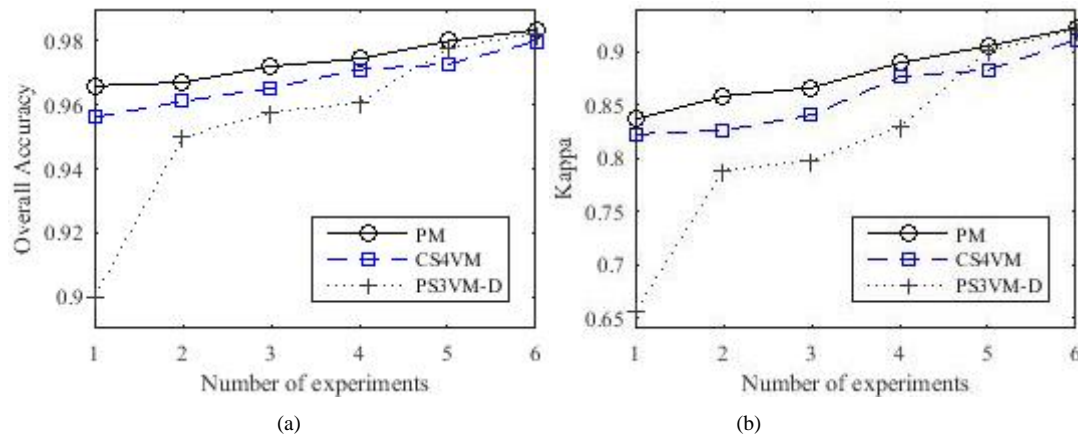 0.98
0.96
0.94
0.92
0.9
Overall Accuracy
PM
CS4VM
PS3VM-D
1 2 3 4 5 6
Number of experiments
(a)
0.9
0.85
0.8
0.75
0.7
0.65
Kappa
PM
CS4VM
PS3VM-D
1 2 3 4 5 6
Number of experiments
(b)